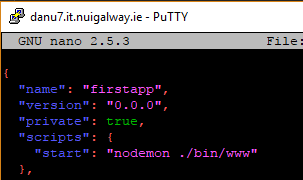 danu7.it.nuigalway.ie - PuTTY
GNU nano 2.5.3 File:
{
"name": "firstapp",
"version": "0.0.0",
"private": true,
"scripts": {
"start": "nodemon ./bin/www"
},